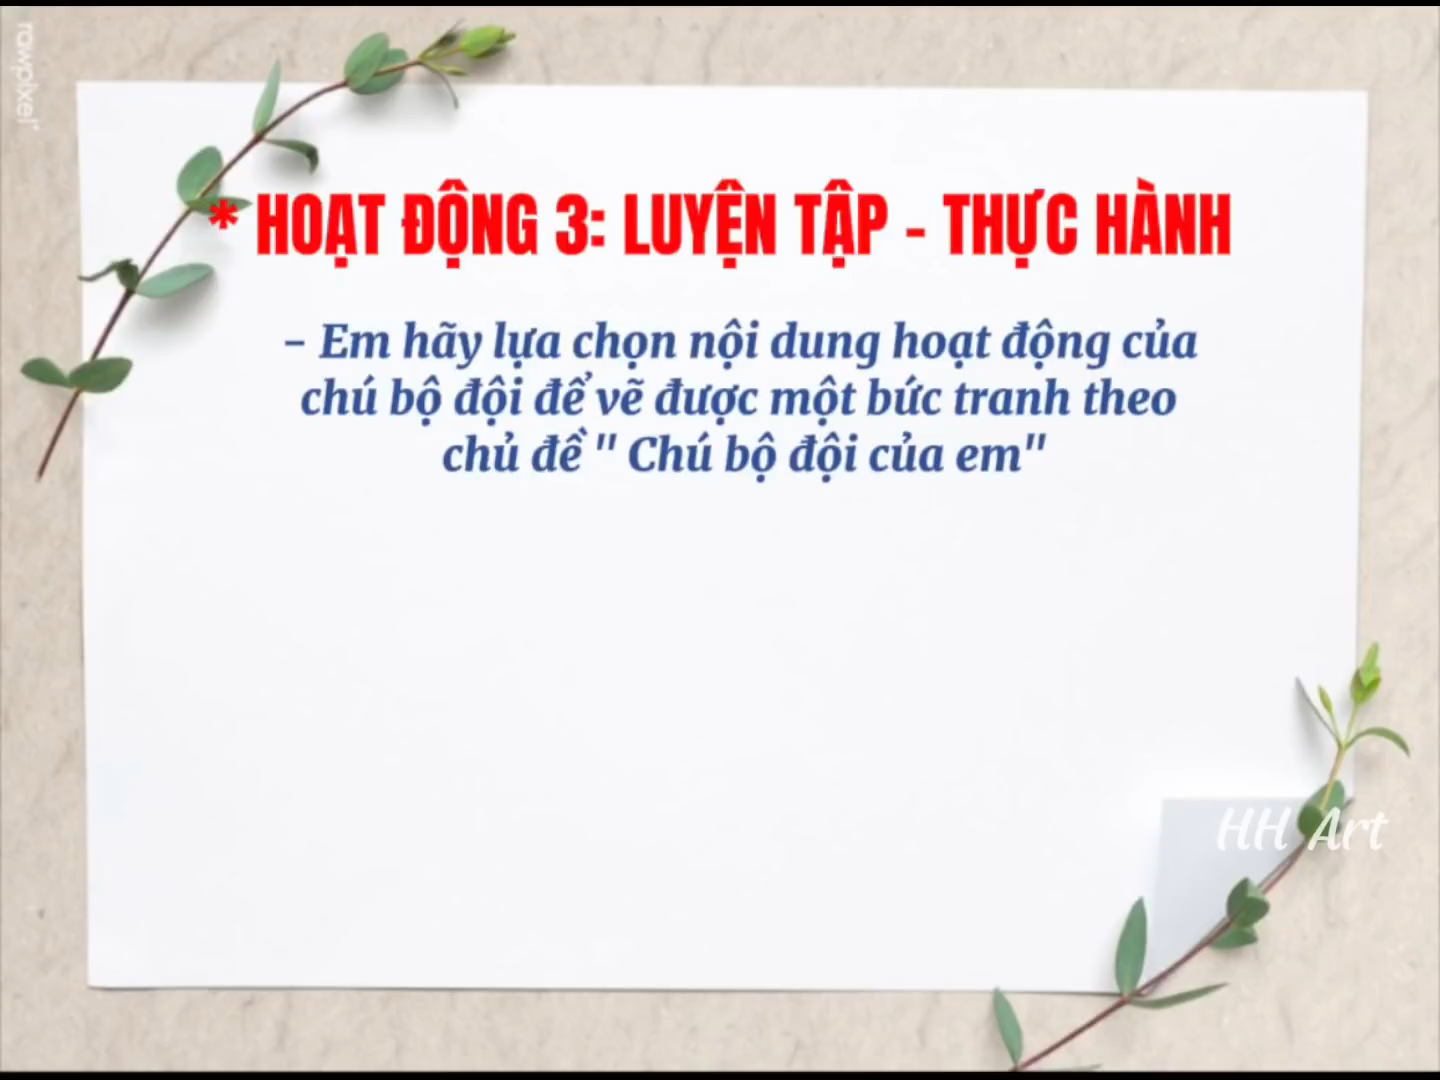 rawpixel
* HOẠT ĐỘNG 3: LUYỆN TẬP - THỰC HÀNH
- Em hãy lựa chọn nội dung hoạt động của
chú bộ đội để vẽ được một bức tranh theo
chủ đề " Chú bộ đội của em"
HH Art